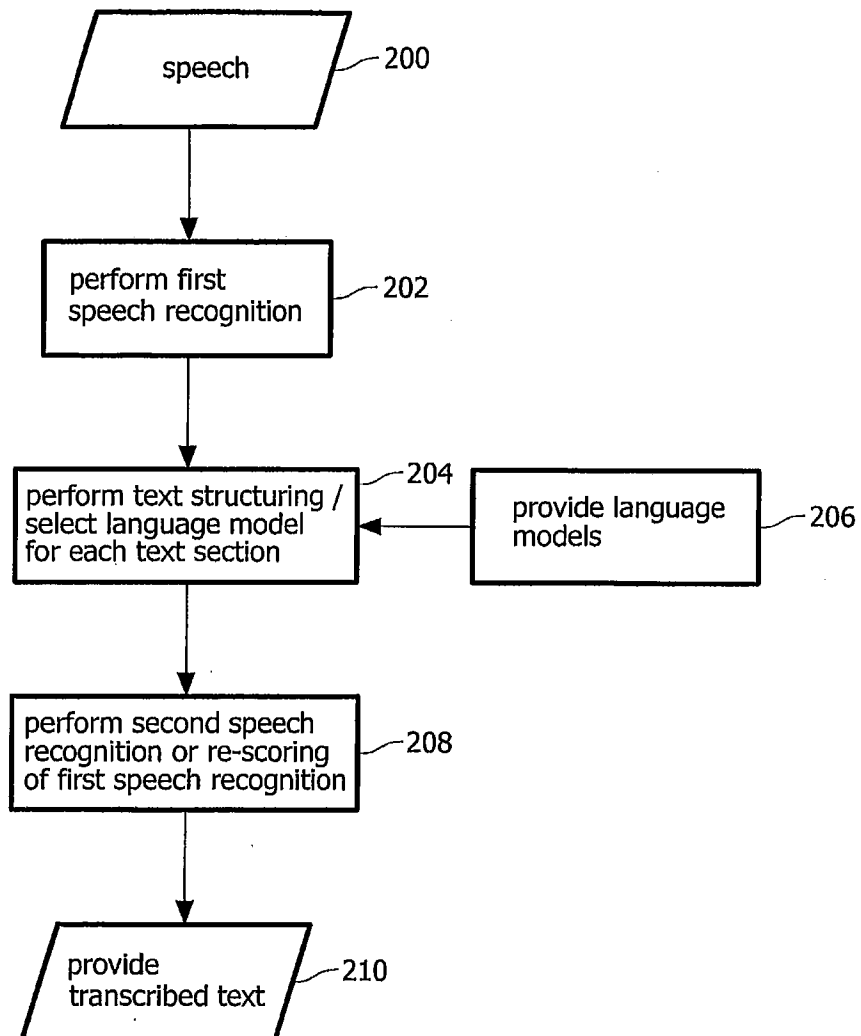 speech
200
perform first
speech recognition
202
perform text structuring /
select language model
for each text section
204
provide language
models
206
perform second speech
recognition or re-scoring
of first speech recognition
208
provide
transcribed text
210